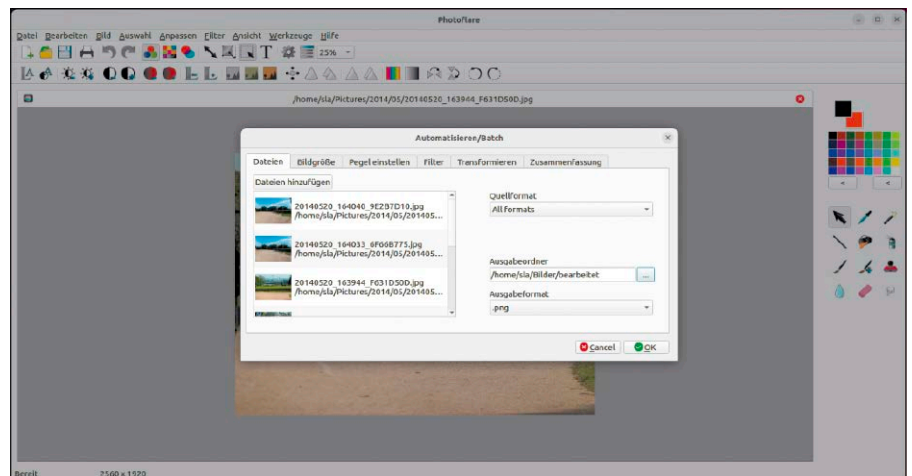 Photoflare
Datei Bearbeiten Bild Auswahl Anpassen Filter Ansicht Werkzeuge Hilfe
T 25%
/home/sla/Pictures/2014/05/20140520_163944_F631D50D.jpg
Automatisieren/Batch
Dateien Bildgröße Pegel einstellen Filter Transformieren Zusammenfassung
Dateien hinzufügen
20140520_164040_9E2B7D10.jpg
/home/sla/Pictures/2014/05/201405...
20140520_164033_6F66B775.jpg
/home/sla/Pictures/2014/05/201405...
20140520_163944_F631D50D.jpg
/home/sla/Pictures/2014/05/201405...
Quellformat
All Formats
Ausgabeordner
/home/sla/Bilder/bearbeitet ...
Ausgabeformat
.png
Cancel OK
Bereit 2560 x 1920